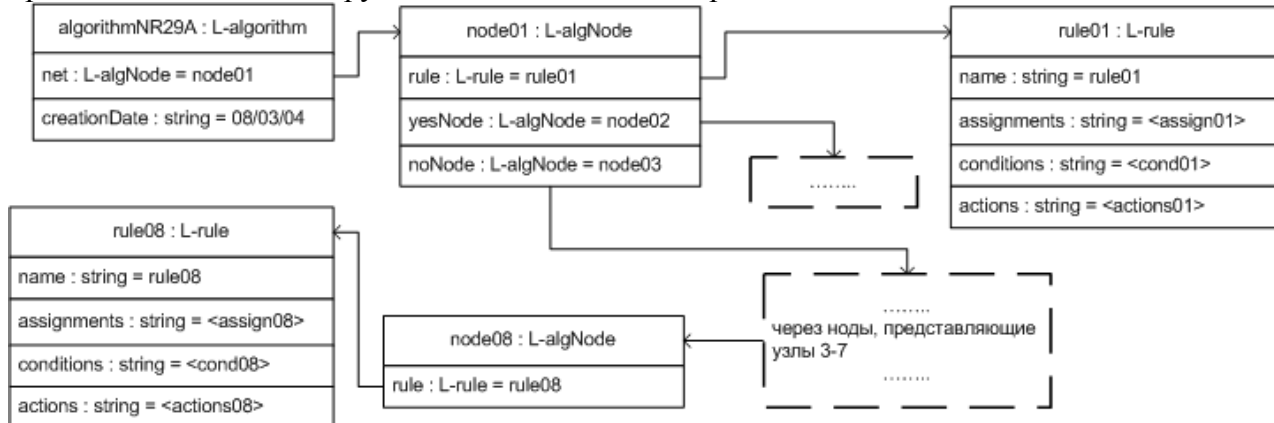 algorithmNR29A : L-algorithm
net : L-algNode = node01
creationDate : string = 08/03/04
node01 : L-algNode
rule : L-rule = rule01
yesNode : L-algNode = node02
noNode : L-algNode = node03
rule01 : L-rule
name : string = rule01
assignments : string = <assign01>
conditions : string = <cond01>
actions : string = <actions01>
........
rule08 : L-rule
name : string = rule08
assignments : string = <assign08>
conditions : string = <cond08>
actions : string = <actions08>
node08 : L-algNode
rule : L-rule = rule08
........
через ноды, представляющие
узлы 3-7
........